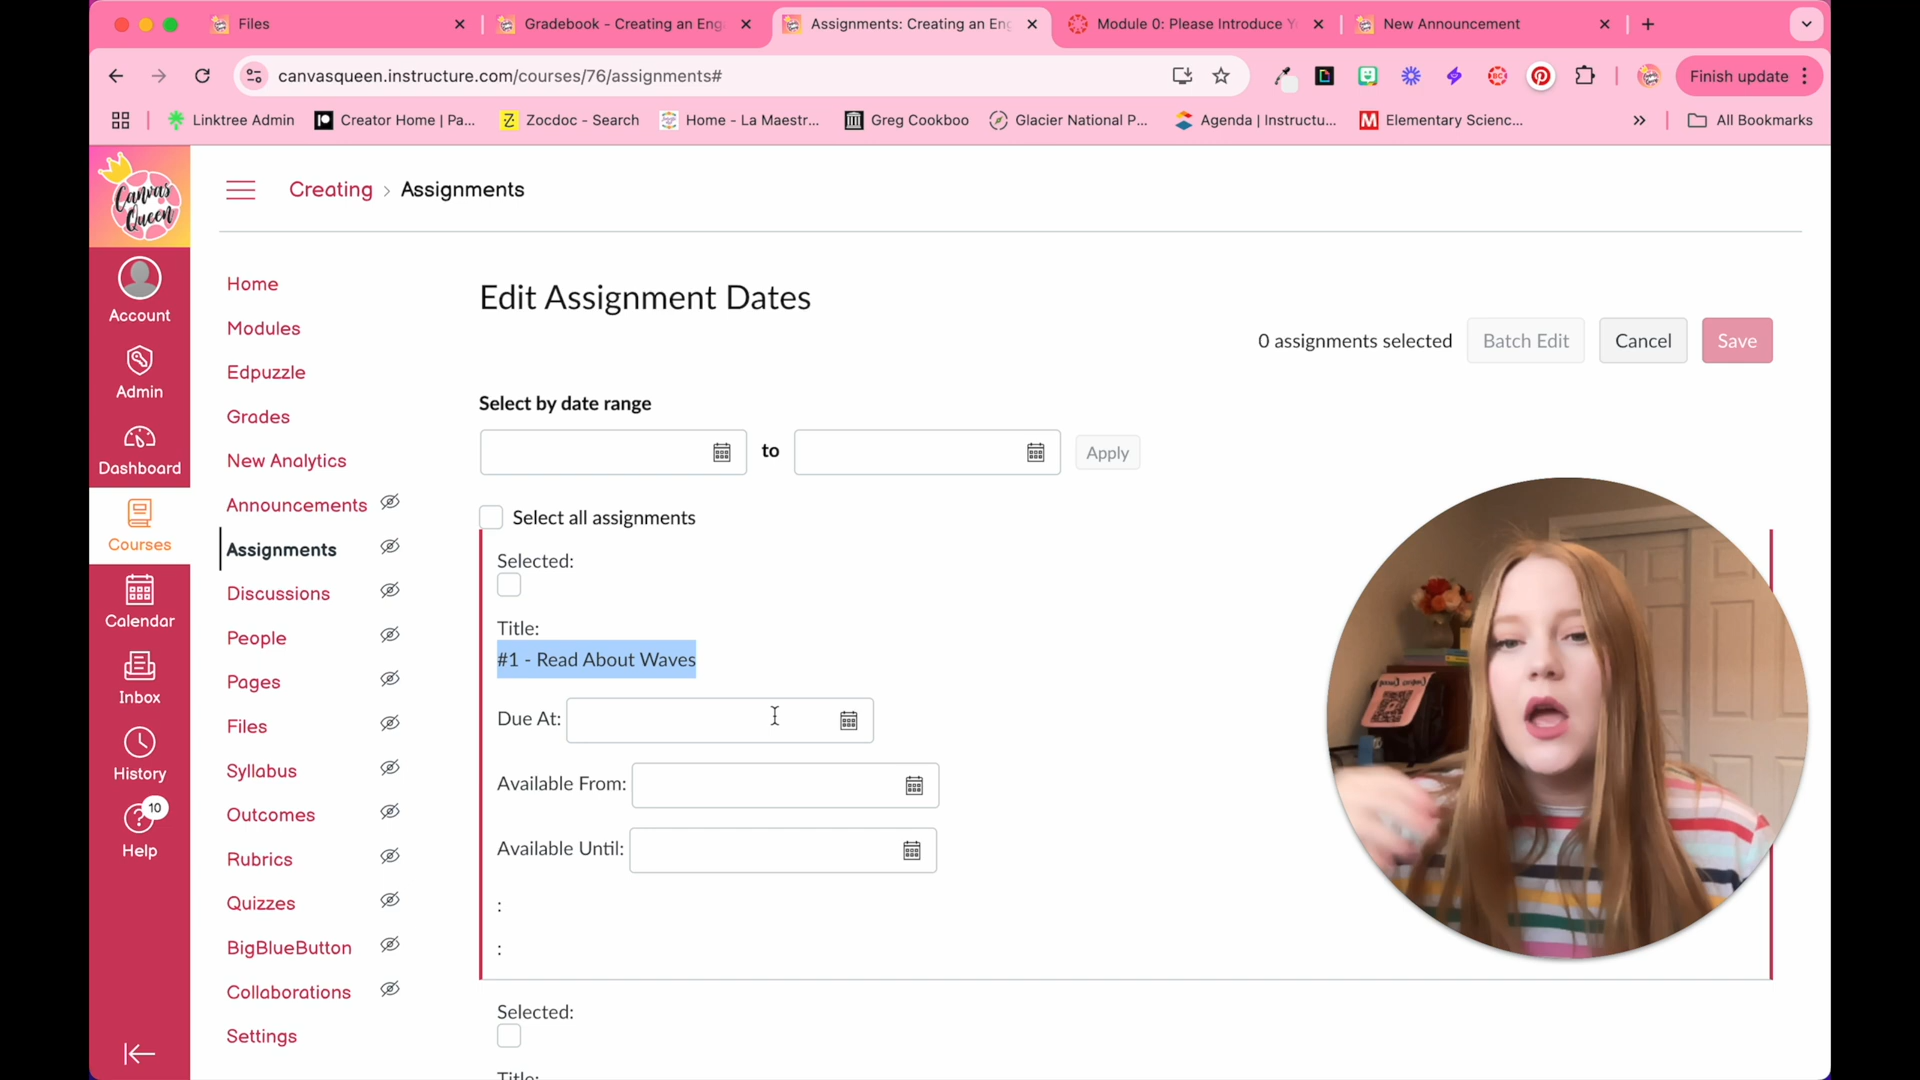 Files
Gradebook - Creating an Eng
Assignments: Creating an Eng
Module 0: Please Introduce Y
New Announcement
canvasqueen.instructure.com/courses/76/assignments#
Finish update
Linktree Admin
Creator Home | Pa...
Zocdoc - Search
Home - La Maestr...
Greg Cookboo
Glacier National P...
Agenda | Instructu...
Elementary Scienc...
All Bookmarks
Canvas
Queen
Creating > Assignments
Account
Admin
Dashboard
Courses
Calendar
Inbox
History
10
Help
Home
Modules
Edpuzzle
Grades
New Analytics
Announcements
Assignments
Discussions
People
Pages
Files
Syllabus
Outcomes
Rubrics
Quizzes
BigBlueButton
Collaborations
Settings
Edit Assignment Dates
0 assignments selected
Batch Edit
Cancel
Save
Select by date range
to
Apply
Select all assignments
Selected:
Title:
#1 - Read About Waves
Due At:
Available From:
Available Until:
:
:
Selected:
Title: